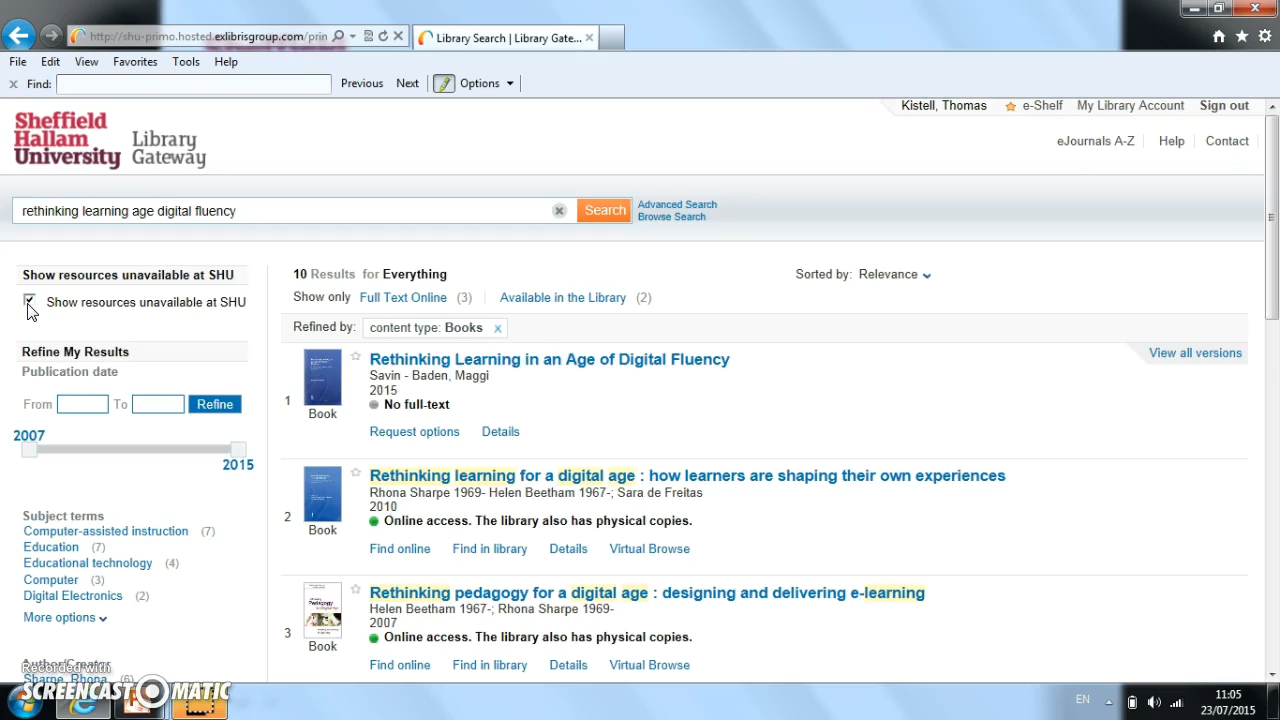 http://shu-primo.hosted.exlibrisgroup.com/prin
Library Search | Library Gate...
File Edit View Favorites Tools Help
Find: Previous Next Options
Kistell, Thomas e-Shelf My Library Account Sign out
Sheffield
Hallam
University
Library
Gateway
eJournals A-Z Help Contact
rethinking learning age digital fluency Search
Advanced Search
Browse Search
Show resources unavailable at SHU
Show resources unavailable at SHU
Refine My Results
Publication date
From To Refine
2007
2015
Subject terms
Computer-assisted instruction (7)
Education (7)
Educational technology (4)
Computer (3)
Digital Electronics (2)
More options
Author/Creator
Sharpe, Rhona (6)
10 Results for Everything
Sorted by: Relevance
Show only Full Text Online (3) Available in the Library (2)
Refined by: content type: Books x
1
Book
Rethinking Learning in an Age of Digital Fluency
View all versions
Savin - Baden, Maggi
2015
No full-text
Request options Details
2
Book
Rethinking learning for a digital age : how learners are shaping their own experiences
Rhona Sharpe 1969- Helen Beetham 1967-; Sara de Freitas
2010
Online access. The library also has physical copies.
Find online Find in library Details Virtual Browse
3
Book
Rethinking pedagogy for a digital age : designing and delivering e-learning
Helen Beetham 1967-; Rhona Sharpe 1969-
2007
Online access. The library also has physical copies.
Find online Find in library Details Virtual Browse
Recorded with
SCREENCAST-O-MATIC
EN
11:05
23/07/2015